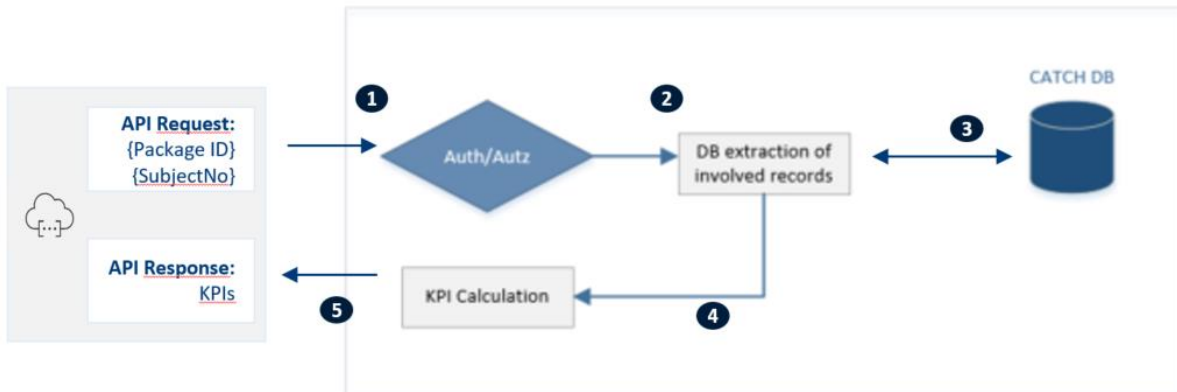 API Request:
{Package ID}
{SubjectNo}
1
Auth/Autz
2
DB extraction of
involved records
3
CATCH DB
API Response:
KPIs
5
KPI Calculation
4